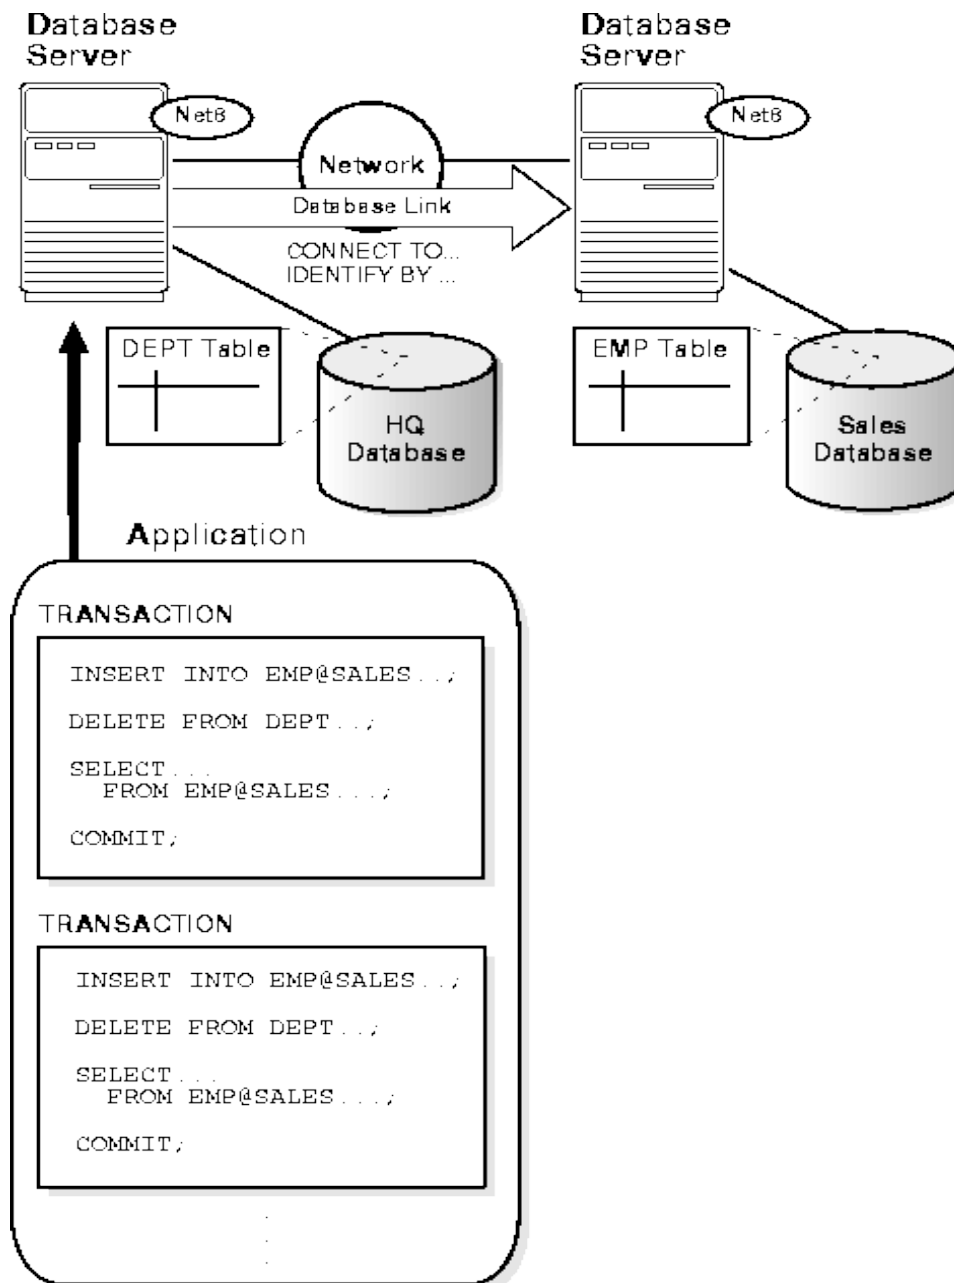 Database
Server
Net8
Database
Server
Net8
Network
Database Link
CONNECT TO...
IDENTIFY BY ...
DEPT Table
HQ
Database
EMP Table
Sales
Database
Application
TRANSACTION
INSERT INTO EMP@SALES..;
DELETE FROM DEPT..;
SELECT...
FROM EMP@SALES...;
COMMIT;
TRANSACTION
INSERT INTO EMP@SALES..;
DELETE FROM DEPT..;
SELECT...
FROM EMP@SALES...;
COMMIT;